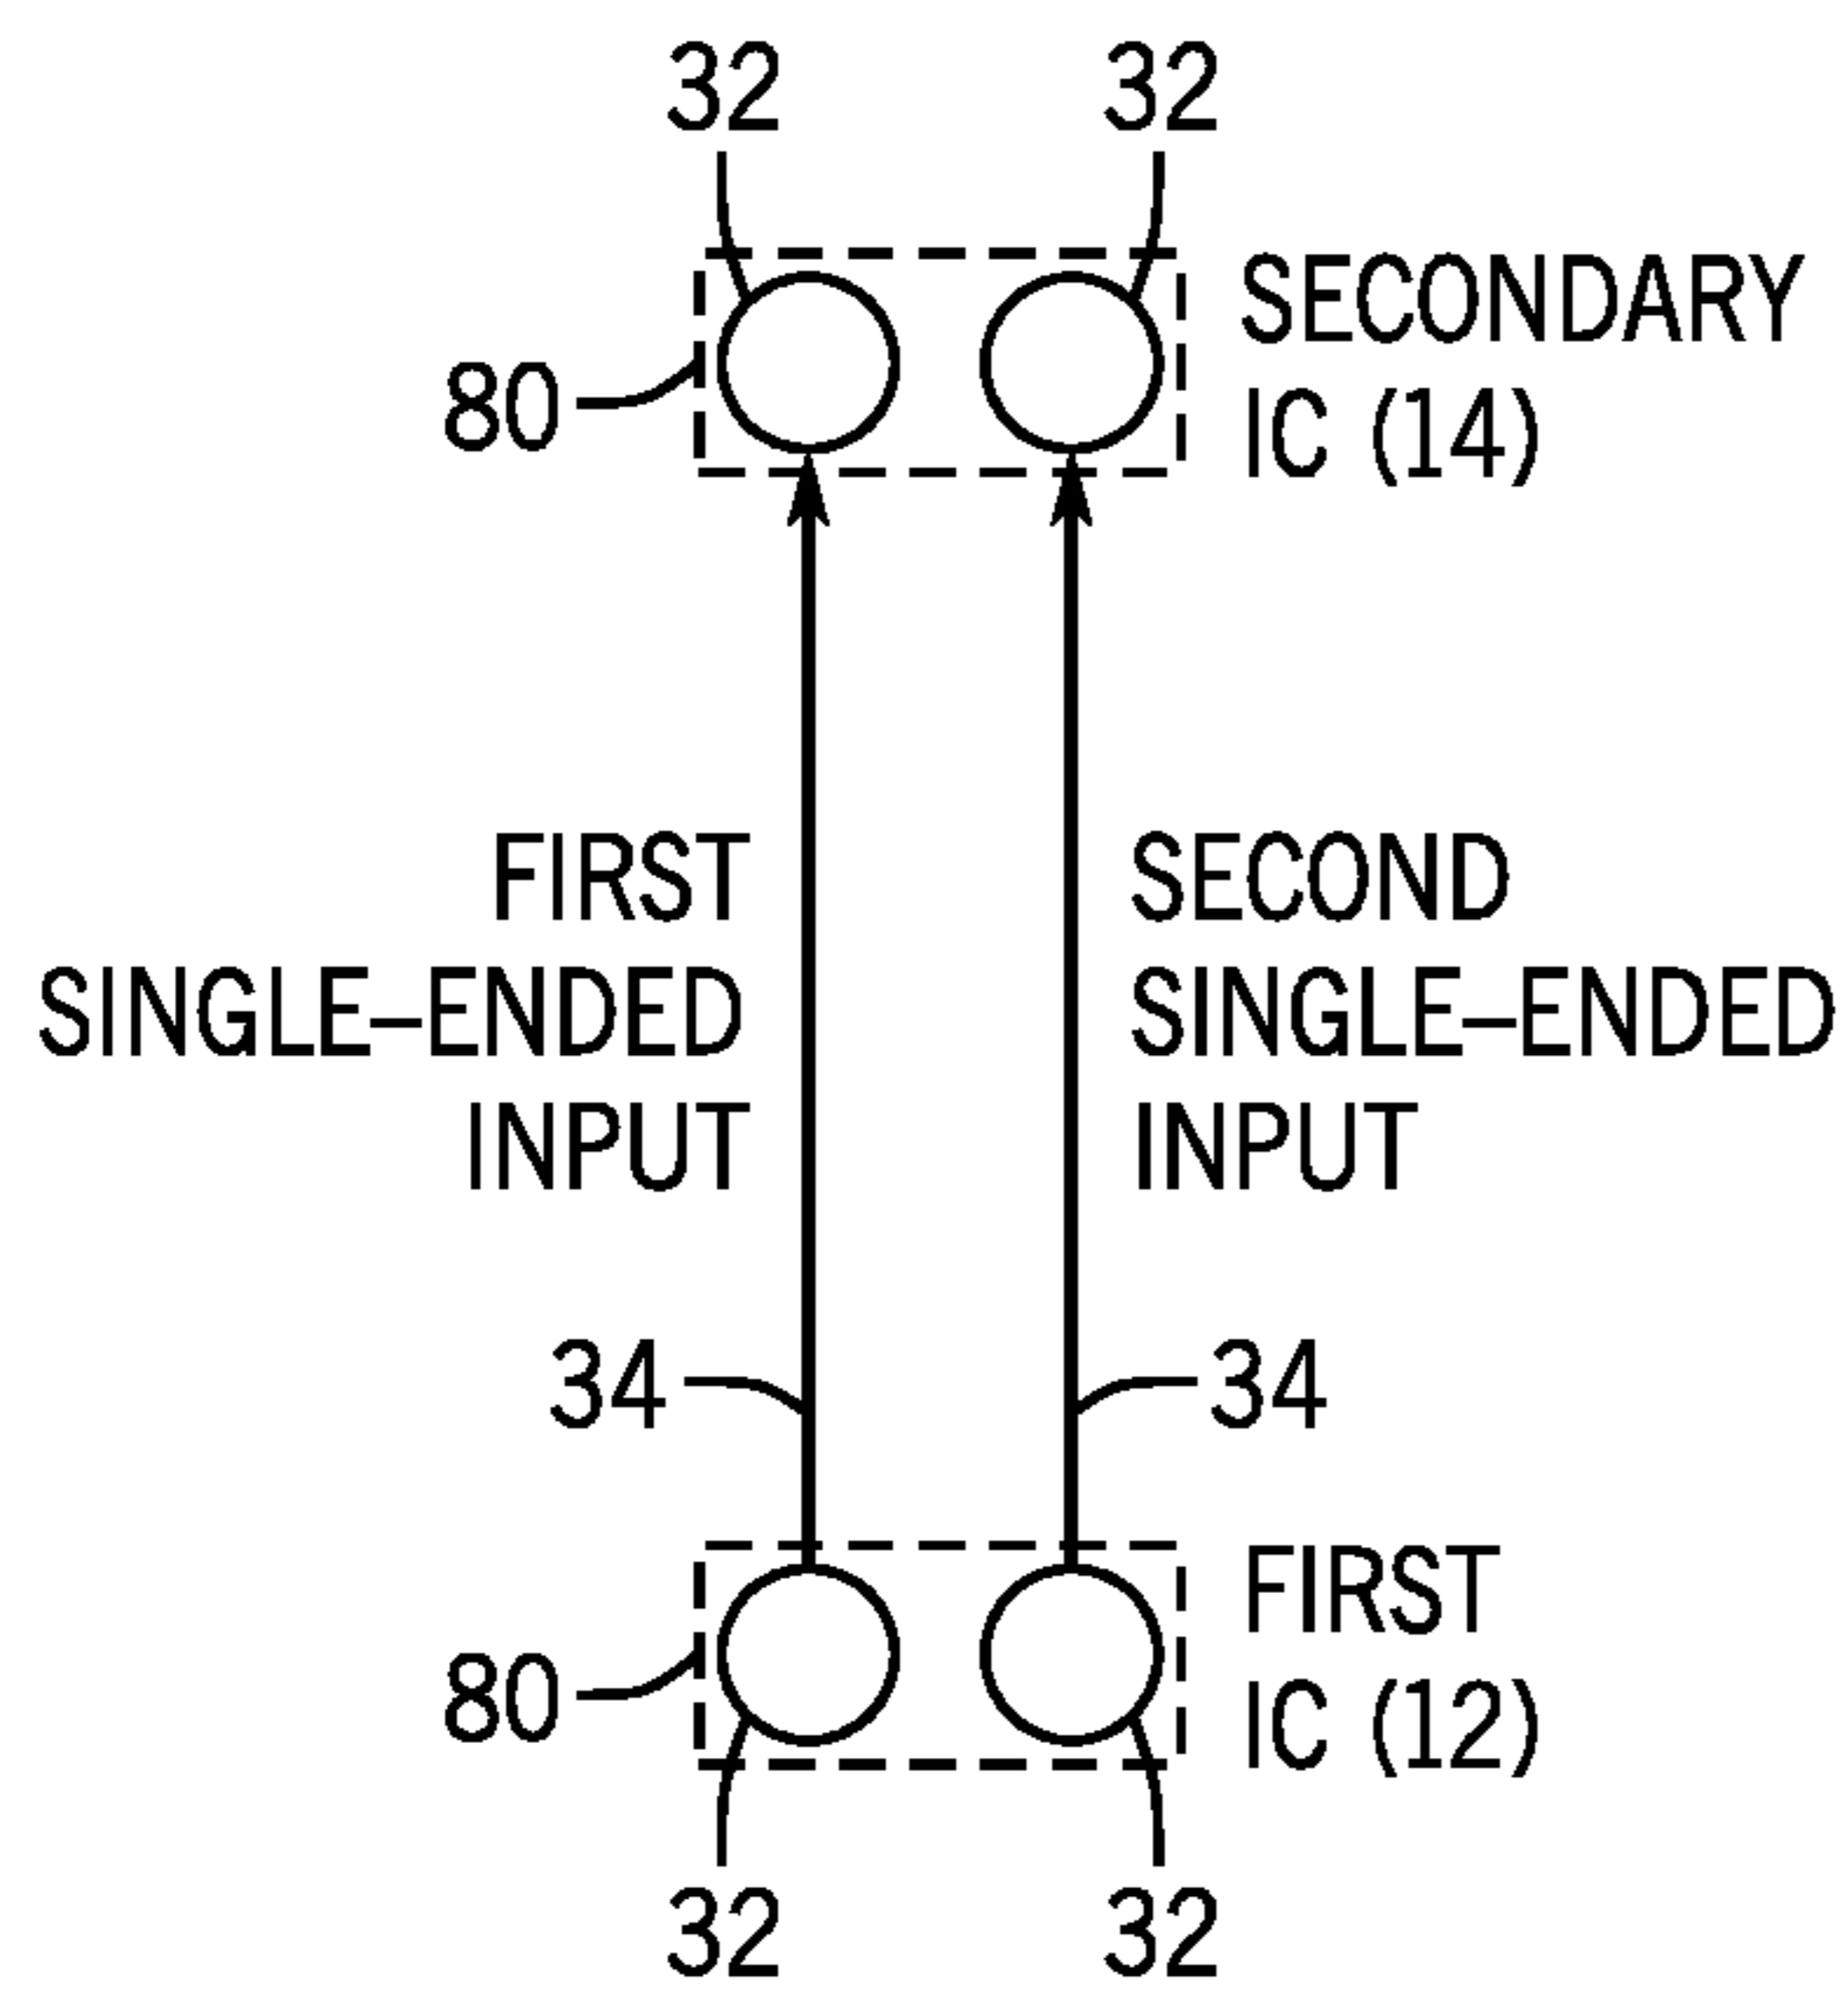 32 32
SECONDARY
80
IC (14)
FIRST
SINGLE–ENDED
INPUT
SECOND
SINGLE–ENDED
INPUT
34 34
FIRST
80
IC (12)
32 32